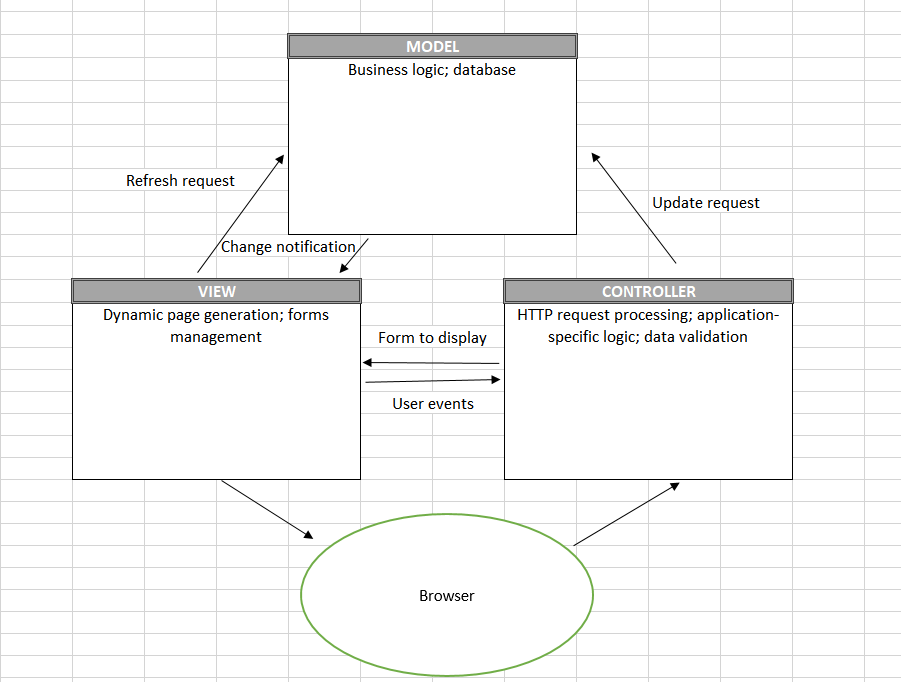 MODEL
Business logic; database
Refresh request
Update request
Change notification
VIEW
Dynamic page generation; forms
management
CONTROLLER
HTTP request processing; application-
specific logic; data validation
Form to display
User events
Browser